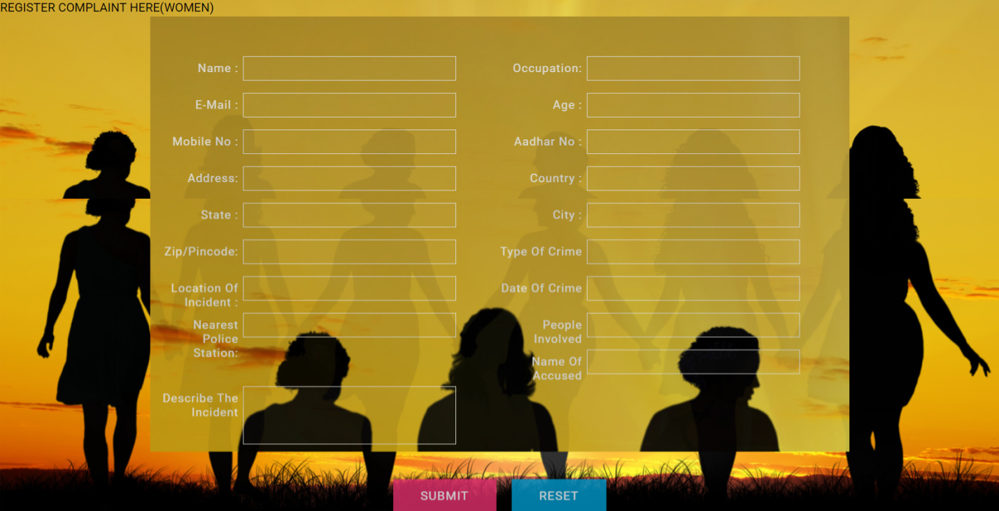 REGISTER COMPLAINT HERE(WOMEN)
Name :
Occupation:
E-Mail :
Age :
Mobile No :
Aadhar No :
Address:
Country :
State :
City :
Zip/Pincode:
Type Of Crime
Location Of
Incident :
Date Of Crime
Nearest
Police
Station:
People
Involved
Name Of
Accused
Describe The
Incident
SUBMIT
RESET